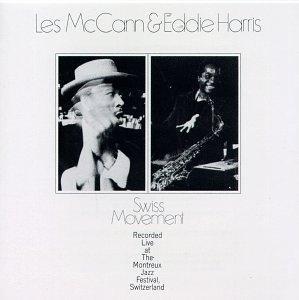 Les McCann & Eddie Harris
Swiss
Movement
Recorded
Live
at
The
Montreux
Jazz
Festival,
Switzerland